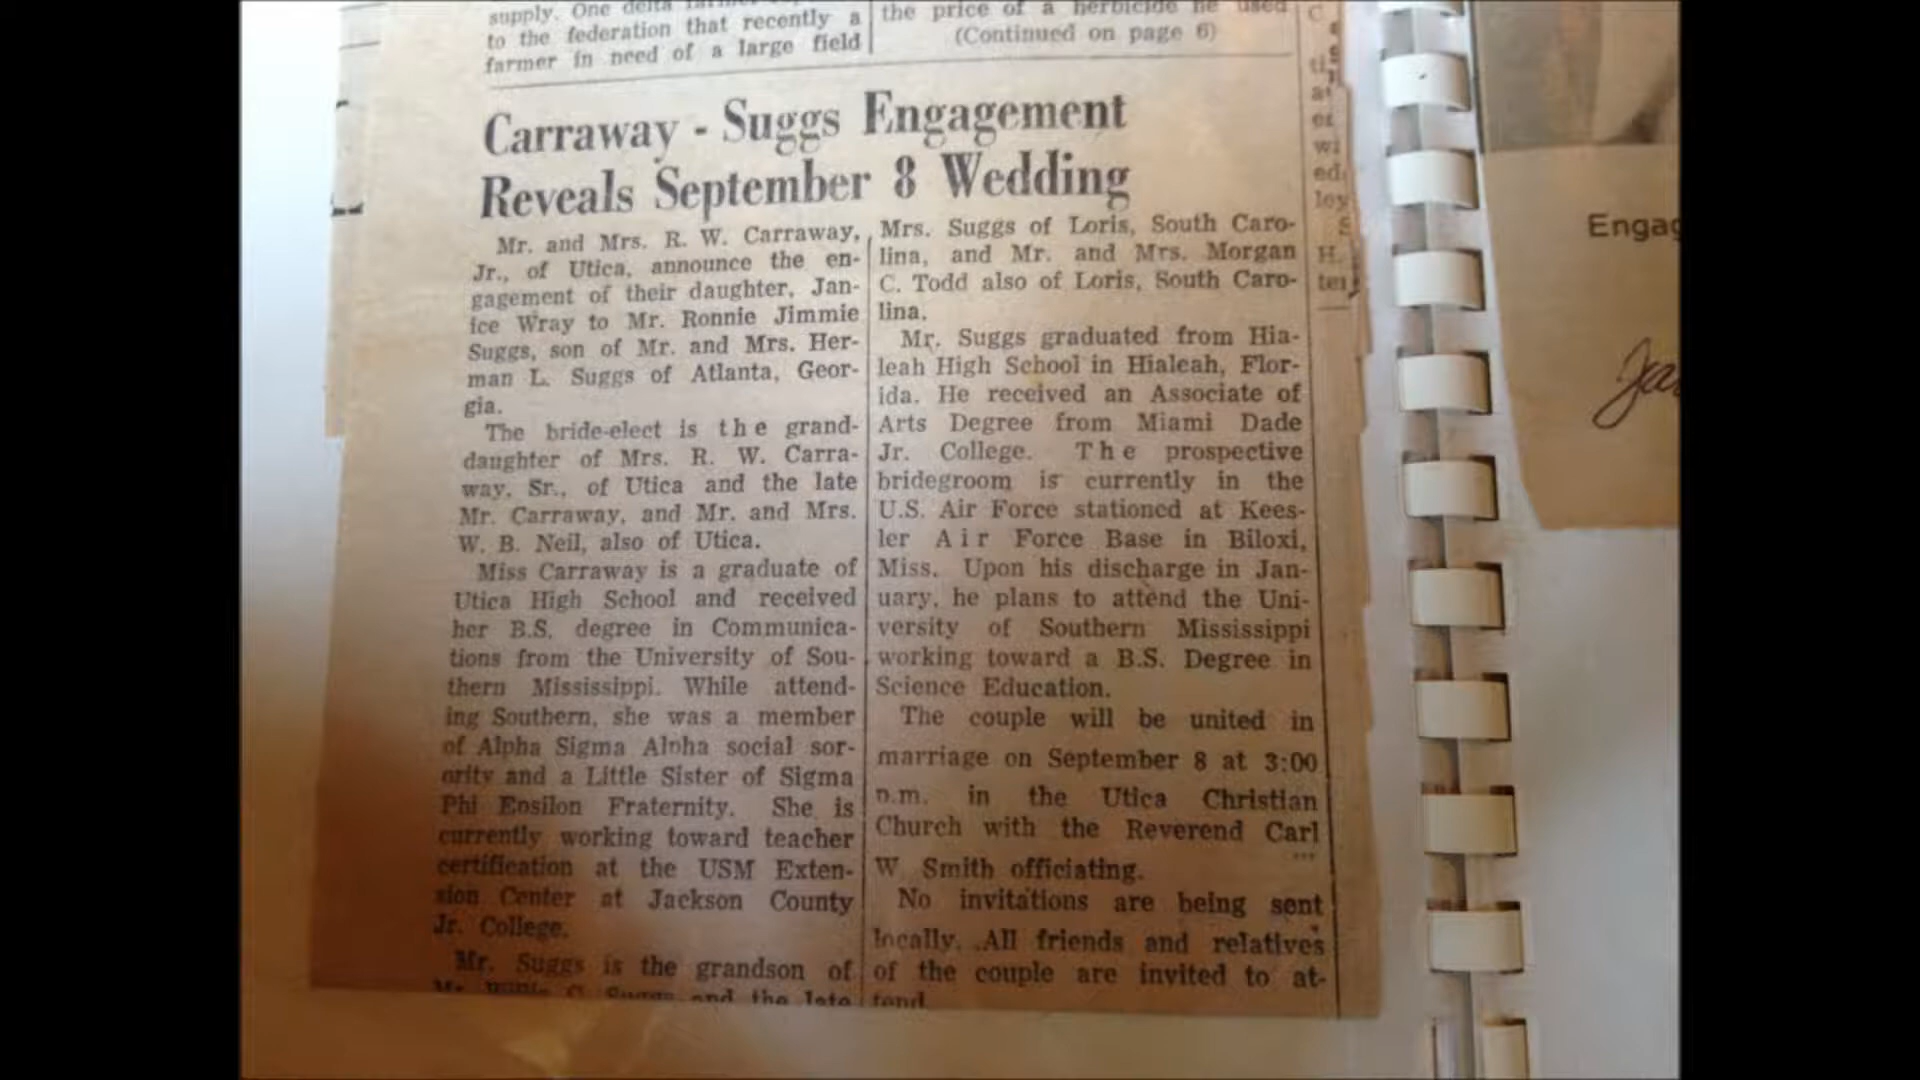 supply. One delta
to the federation that recently a
farmer in need of a large field
the price of a herbicide he used
(Continued on page 6)
Carraway - Suggs Engagement
Reveals September 8 Wedding
Mr. and Mrs. R. W. Carraway,
Jr., of Utica, announce the en-
gagement of their daughter, Jan-
ice Wray to Mr. Ronnie Jimmie
Suggs, son of Mr. and Mrs. Her-
man L. Suggs of Atlanta, Geor-
gia.
The bride-elect is the grand-
daughter of Mrs. R. W. Carra-
way, Sr., of Utica and the late
Mr. Carraway, and Mr. and Mrs.
W. B. Neil, also of Utica.
Miss Carraway is a graduate of
Utica High School and received
her B.S. degree in Communica-
tions from the University of Sou-
thern Mississippi. While attend-
ing Southern, she was a member
of Alpha Sigma Alpha social sor-
ority and a Little Sister of Sigma
Phi Epsilon Fraternity. She is
currently working toward teacher
certification at the USM Exten-
sion Center at Jackson County
Jr. College.
Mr. Suggs is the grandson of
C. Suggs and the late
Mrs. Suggs of Loris, South Caro-
lina, and Mr. and Mrs. Morgan
C. Todd also of Loris, South Caro-
lina.
Mr. Suggs graduated from Hia-
leah High School in Hialeah, Flor-
ida. He received an Associate of
Arts Degree from Miami Dade
Jr. College. The prospective
bridegroom is currently in the
U.S. Air Force stationed at Kees-
ler Air Force Base in Biloxi,
Miss. Upon his discharge in Jan-
uary, he plans to attend the Uni-
versity of Southern Mississippi
working toward a B.S. Degree in
Science Education.
The couple will be united in
marriage on September 8 at 3:00
p.m. in the Utica Christian
Church with the Reverend Carl
W. Smith officiating.
No invitations are being sent
locally. All friends and relatives
of the couple are invited to at-
tend.
Engag
Jan